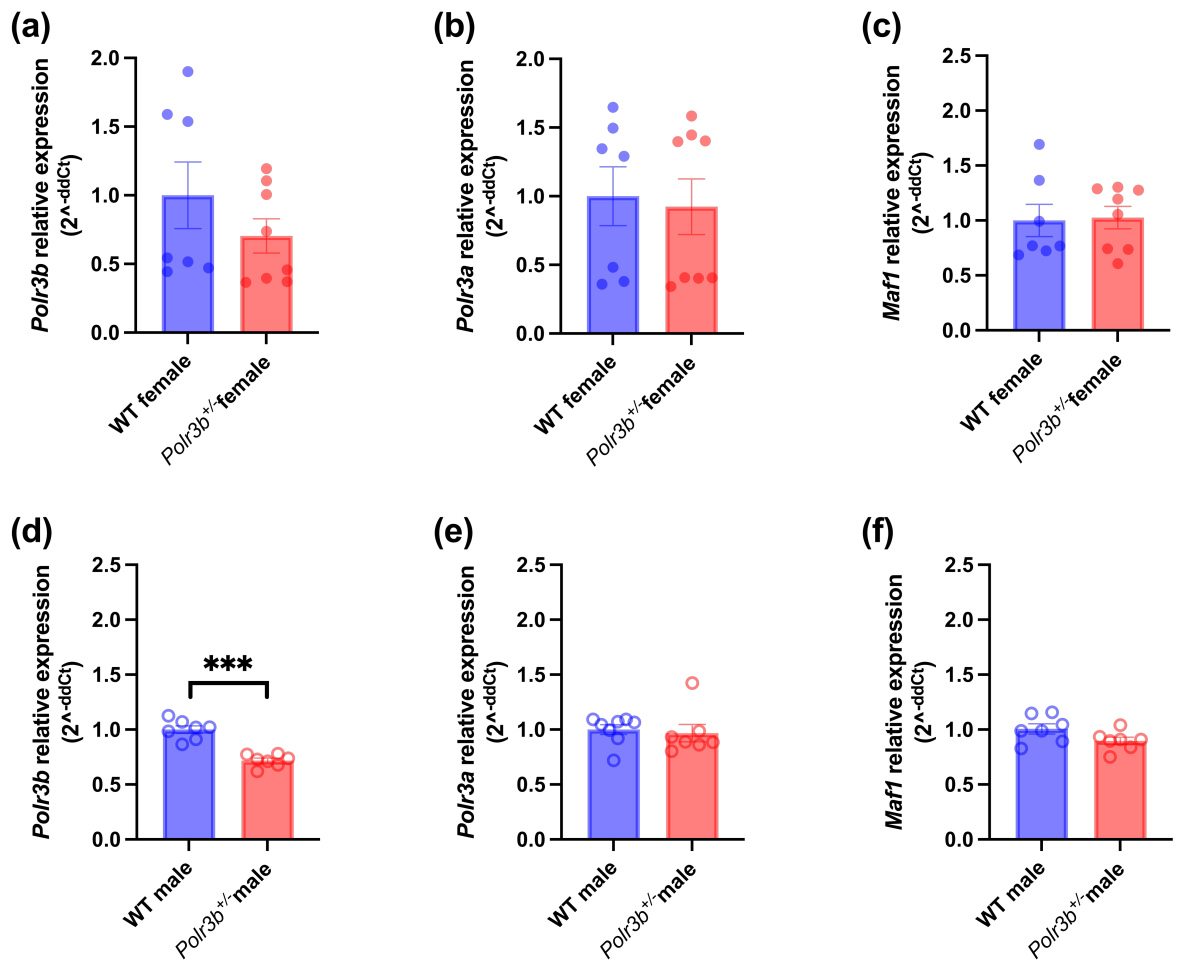 (a)
Polr3b relative expression
(2^-ddCt)
2.0
1.5
1.0
0.5
0.0
WT female
Polr3b+/-female
(b)
Polr3a relative expression
(2^-ddCt)
2.0
1.5
1.0
0.5
0.0
WT female
Polr3b+/-female
(c)
Maf1 relative expression
(2^-ddCt)
2.5
2.0
1.5
1.0
0.5
0.0
WT female
Polr3b+/-female
(d)
Polr3b relative expression
(2^-ddCt)
2.5
2.0
1.5
1.0
0.5
0.0
***
WT male
Polr3b+/-male
(e)
Polr3a relative expression
(2^-ddCt)
2.5
2.0
1.5
1.0
0.5
0.0
WT male
Polr3b+/-male
(f)
Maf1 relative expression
(2^-ddCt)
2.5
2.0
1.5
1.0
0.5
0.0
WT male
Polr3b+/-male